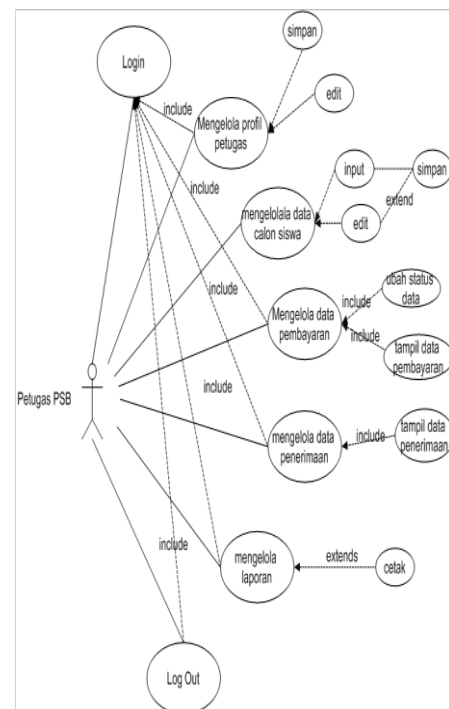 simpan
Login
edit
include
Mengelola profil
petugas
include
input
simpan
mengelolala data
calon siswa
extend
edit
ubah status
data
include
include
Mengelola data
pembayaran
include
tampil data
pembayaran
Petugas PSB
include
tampil data
penerimaan
include
mengelola data
penerimaan
include
extends
mengelola
laporan
cetak
Log Out